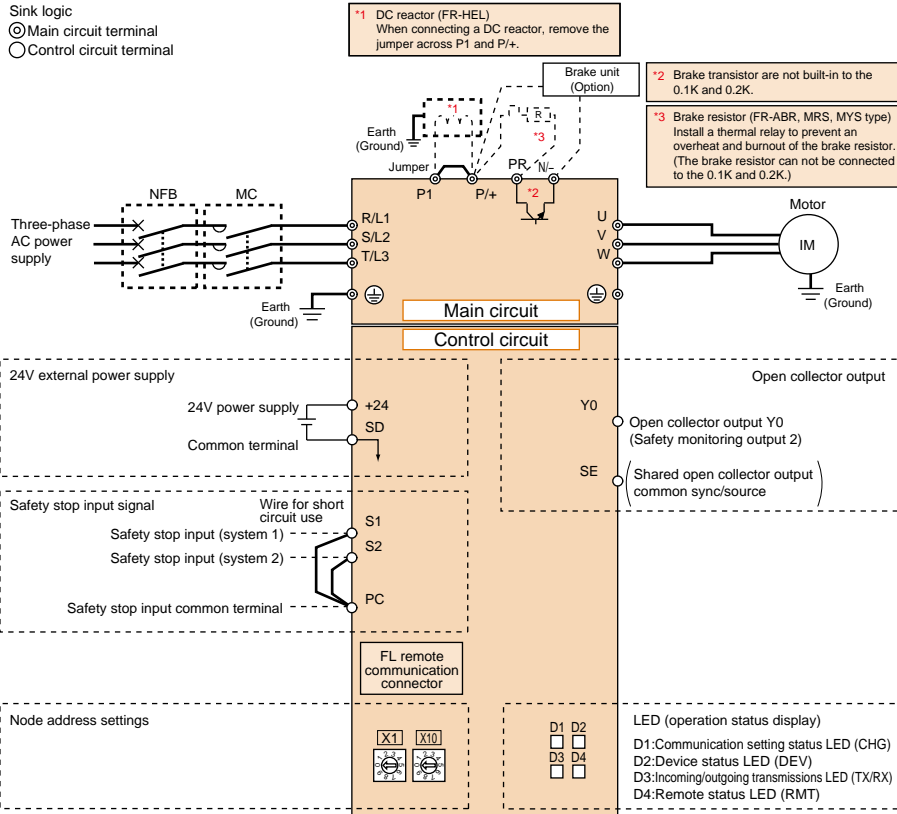 Sink logic
Main circuit terminal
Control circuit terminal
*1 DC reactor (FR-HEL)
When connecting a DC reactor, remove the
jumper across P1 and P/+.
Brake unit
(Option)
*2 Brake transistor are not built-in to the
0.1K and 0.2K.
*3 Brake resistor (FR-ABR, MRS, MYS type)
Install a thermal relay to prevent an
overheat and burnout of the brake resistor.
(The brake resistor can not be connected
to the 0.1K and 0.2K.)
*1
R
*3
Earth
(Ground)
Jumper
P1
P/+
PR
N/−
*2
NFB
MC
Three-phase
AC power
supply
R/L1
S/L2
T/L3
Earth
(Ground)
U
V
W
Motor
IM
Earth
(Ground)
Main circuit
Control circuit
24V external power supply
24V power supply
+24
SD
Common terminal
Open collector output
Y0
Open collector output Y0
(Safety monitoring output 2)
SE
(Shared open collector output
common sync/source)
Safety stop input signal
Wire for short
circuit use
Safety stop input (system 1)
S1
Safety stop input (system 2)
S2
Safety stop input common terminal
PC
FL remote
communication
connector
Node address settings
X1
X10
D1 D2
D3 D4
LED (operation status display)
D1:Communication setting status LED (CHG)
D2:Device status LED (DEV)
D3:Incoming/outgoing transmissions LED (TX/RX)
D4:Remote status LED (RMT)